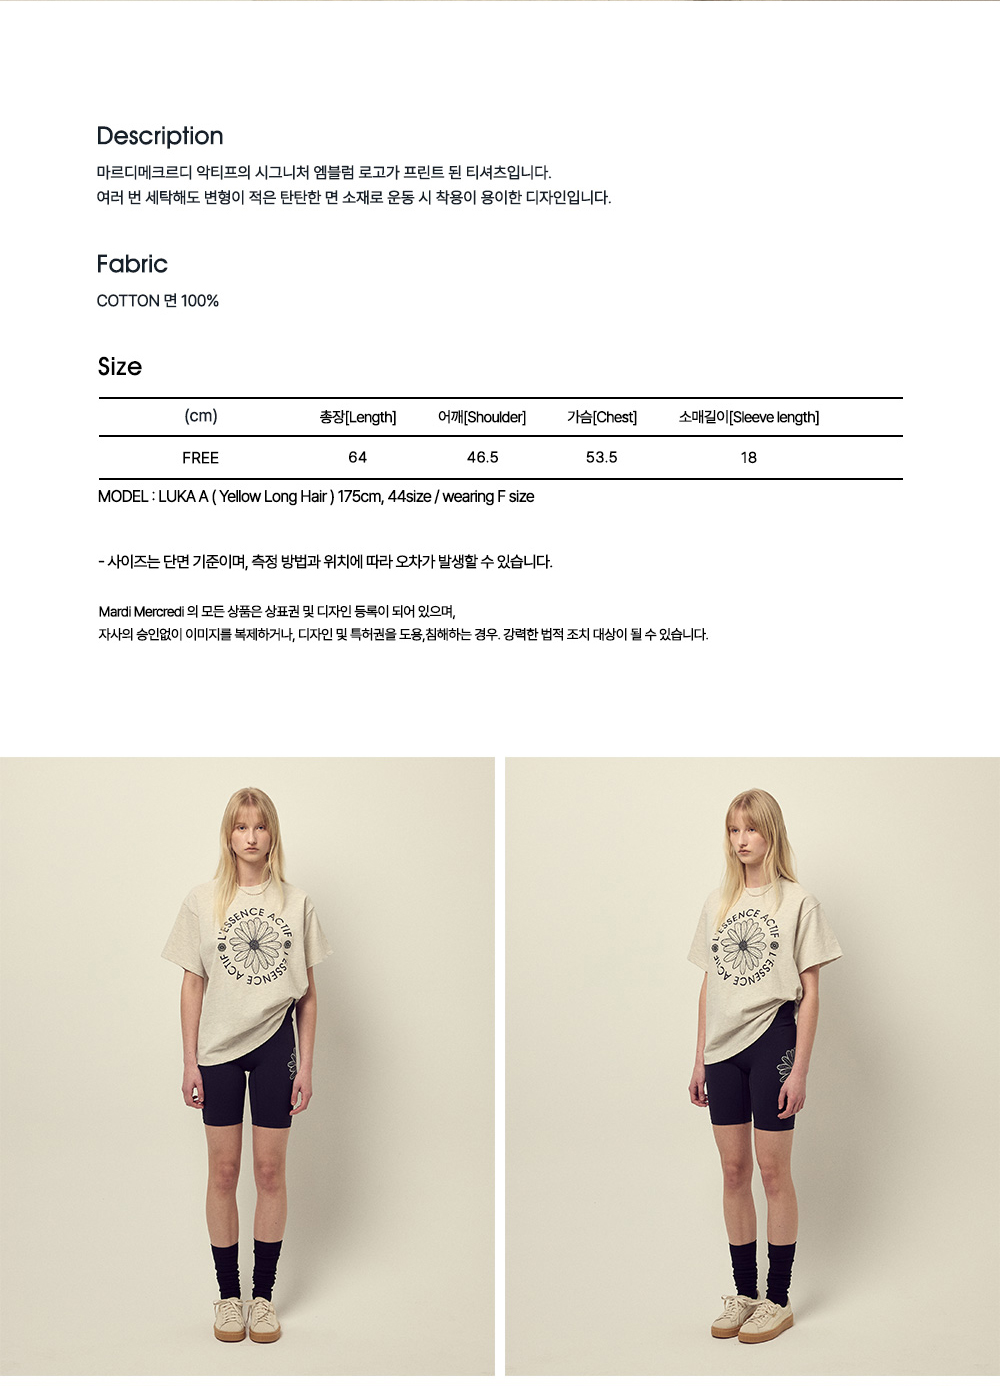 Description
마르디메크르디 악티프의 시그니처 엠블럼 로고가 프린트 된 티셔츠입니다.
여러 번 세탁해도 변형이 적은 탄탄한 면 소재로 운동 시 착용이 용이한 디자인입니다.
Fabric
COTTON 면 100%
Size
(cm) 총장[Length] 어깨[Shoulder] 가슴[Chest] 소매길이[Sleeve length]
FREE 64 46.5 53.5 18
MODEL : LUKA A ( Yellow Long Hair ) 175cm, 44size / wearing F size
- 사이즈는 단면 기준이며, 측정 방법과 위치에 따라 오차가 발생할 수 있습니다.
Mardi Mercredi 의 모든 상품은 상표권 및 디자인 등록이 되어 있으며,
자사의 승인없이 이미지를 복제하거나, 디자인 및 특허권을 도용,침해하는 경우. 강력한 법적 조치 대상이 될 수 있습니다.
L'ESSENCE ACTIF
L'ESSENCE ACTIF
L'ESSENCE ACTIF
L'ESSENCE ACTIF